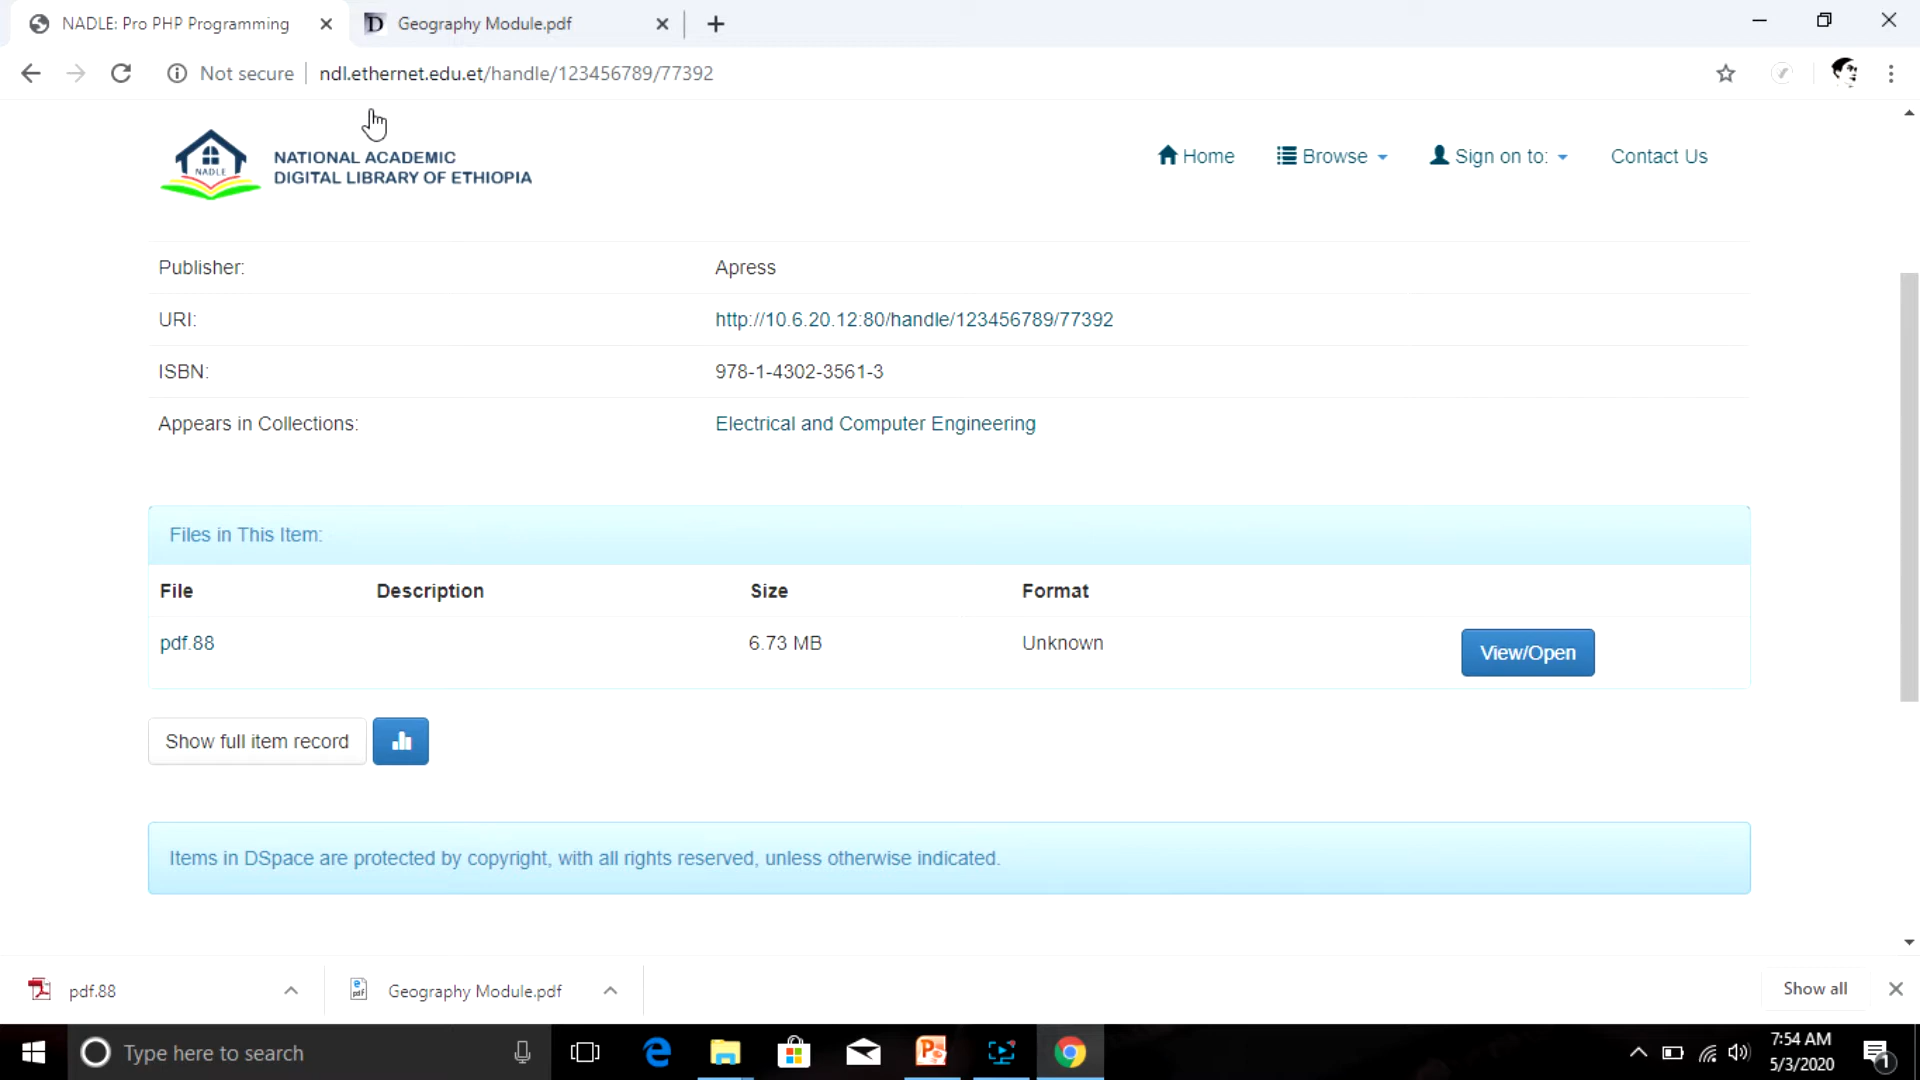 NADLE: Pro PHP Programming
Geography Module.pdf
Not secure
ndl.ethernet.edu.et/handle/123456789/77392
NADLE
NATIONAL ACADEMIC
DIGITAL LIBRARY OF ETHIOPIA
Home
Browse
Sign on to:
Contact Us
Publisher:
Apress
URI:
http://10.6.20.12:80/handle/123456789/77392
ISBN:
978-1-4302-3561-3
Appears in Collections:
Electrical and Computer Engineering
Files in This Item:
File Description Size Format
pdf.88 6.73 MB Unknown
View/Open
Show full item record
Items in DSpace are protected by copyright, with all rights reserved, unless otherwise indicated.
pdf.88
Geography Module.pdf
Show all
Type here to search
7:54 AM
5/3/2020
1